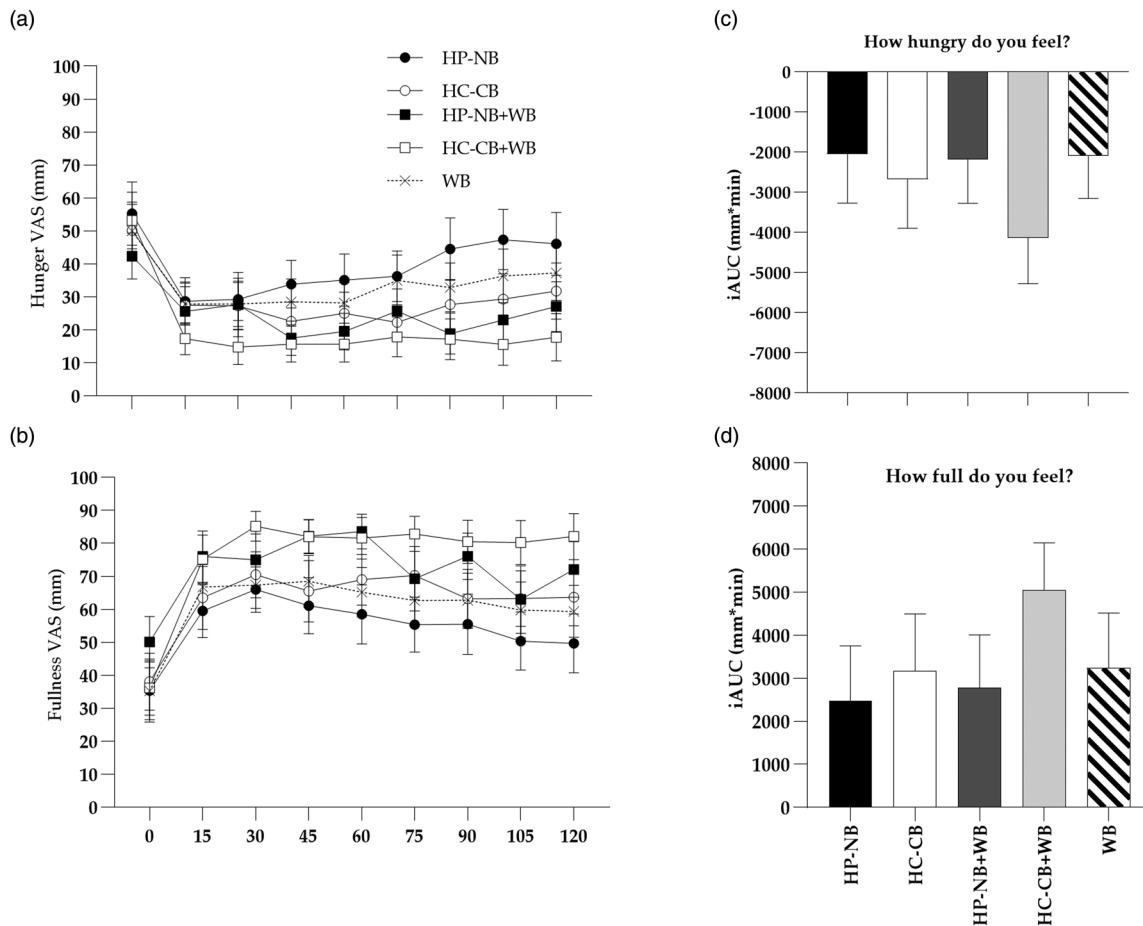 (a)
Hunger VAS (mm)
100
90
80
70
60
50
40
30
20
10
0
HP-NB
HC-CB
HP-NB+WB
HC-CB+WB
WB
(b)
Fullness VAS (mm)
100
90
80
70
60
50
40
30
20
10
0
0 15 30 45 60 75 90 105 120
(c)
How hungry do you feel?
iAUC (mm*min)
0
-1000
-2000
-3000
-4000
-5000
-6000
-7000
-8000
(d)
How full do you feel?
iAUC (mm*min)
8000
7000
6000
5000
4000
3000
2000
1000
0
HP-NB
HC-CB
HP-NB+WB
HC-CB+WB
WB